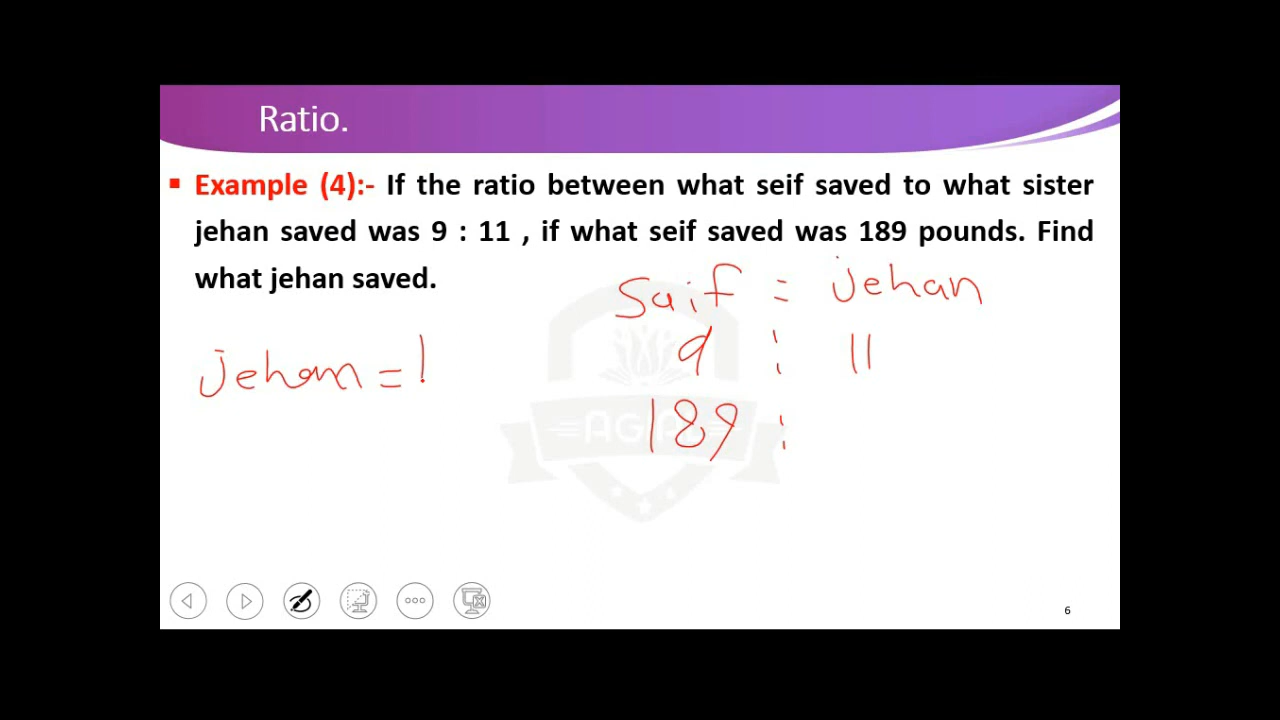 Ratio.
▪ Example (4):- If the ratio between what seif saved to what sister
jehan saved was 9 : 11 , if what seif saved was 189 pounds. Find
what jehan saved.
Saif : jehan
9 : 11
jehan = !
189 :
AGIA
6